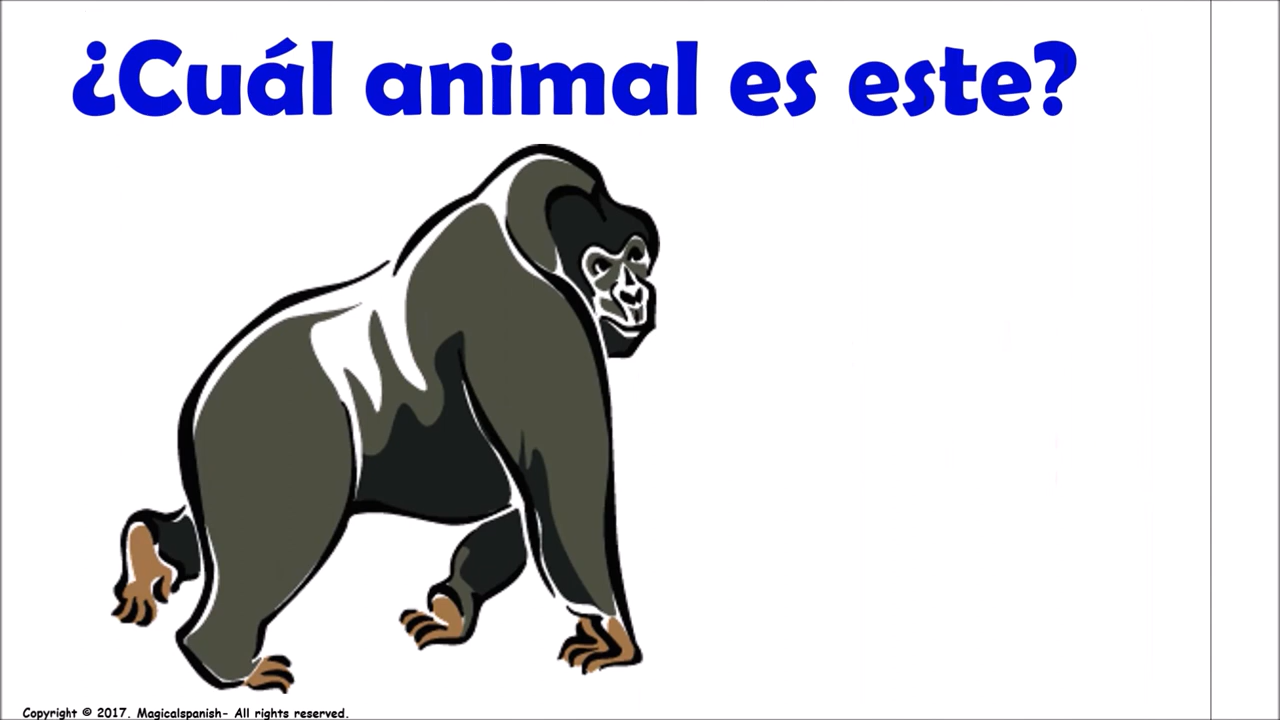 ¿Cuál animal es este?
Copyright © 2017. Magicalspanish- All rights reserved.